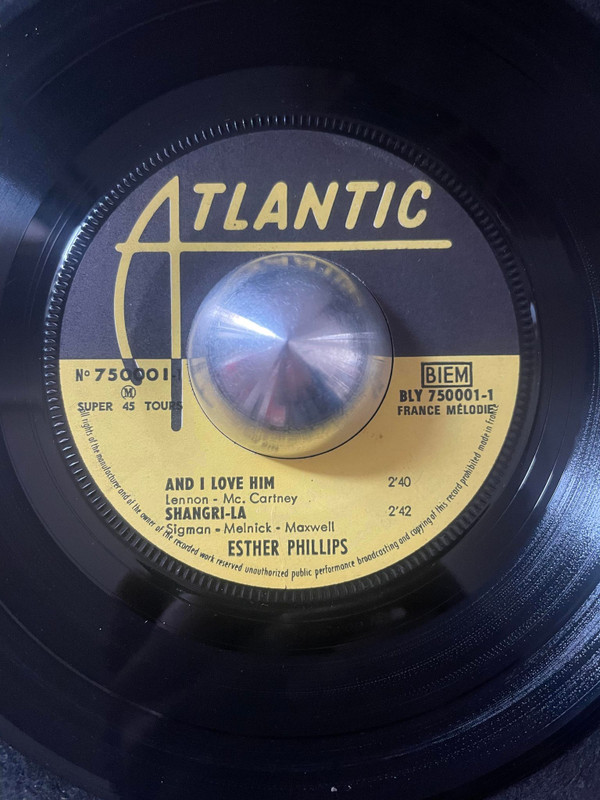 ATLANTIC
Nº 750001-1
M
SUPER 45 TOURS
BIEM
BLY 750001-1
FRANCE MÉLODIE
AND I LOVE HIM 2'40
Lennon - Mc. Cartney
SHANGRI-LA 2'42
Sigman - Melnick - Maxwell
ESTHER PHILLIPS
All rights of the manufacturer and of the owner of the recorded work reserved unauthorized public performance broadcasting and copying of this record prohibited made in France